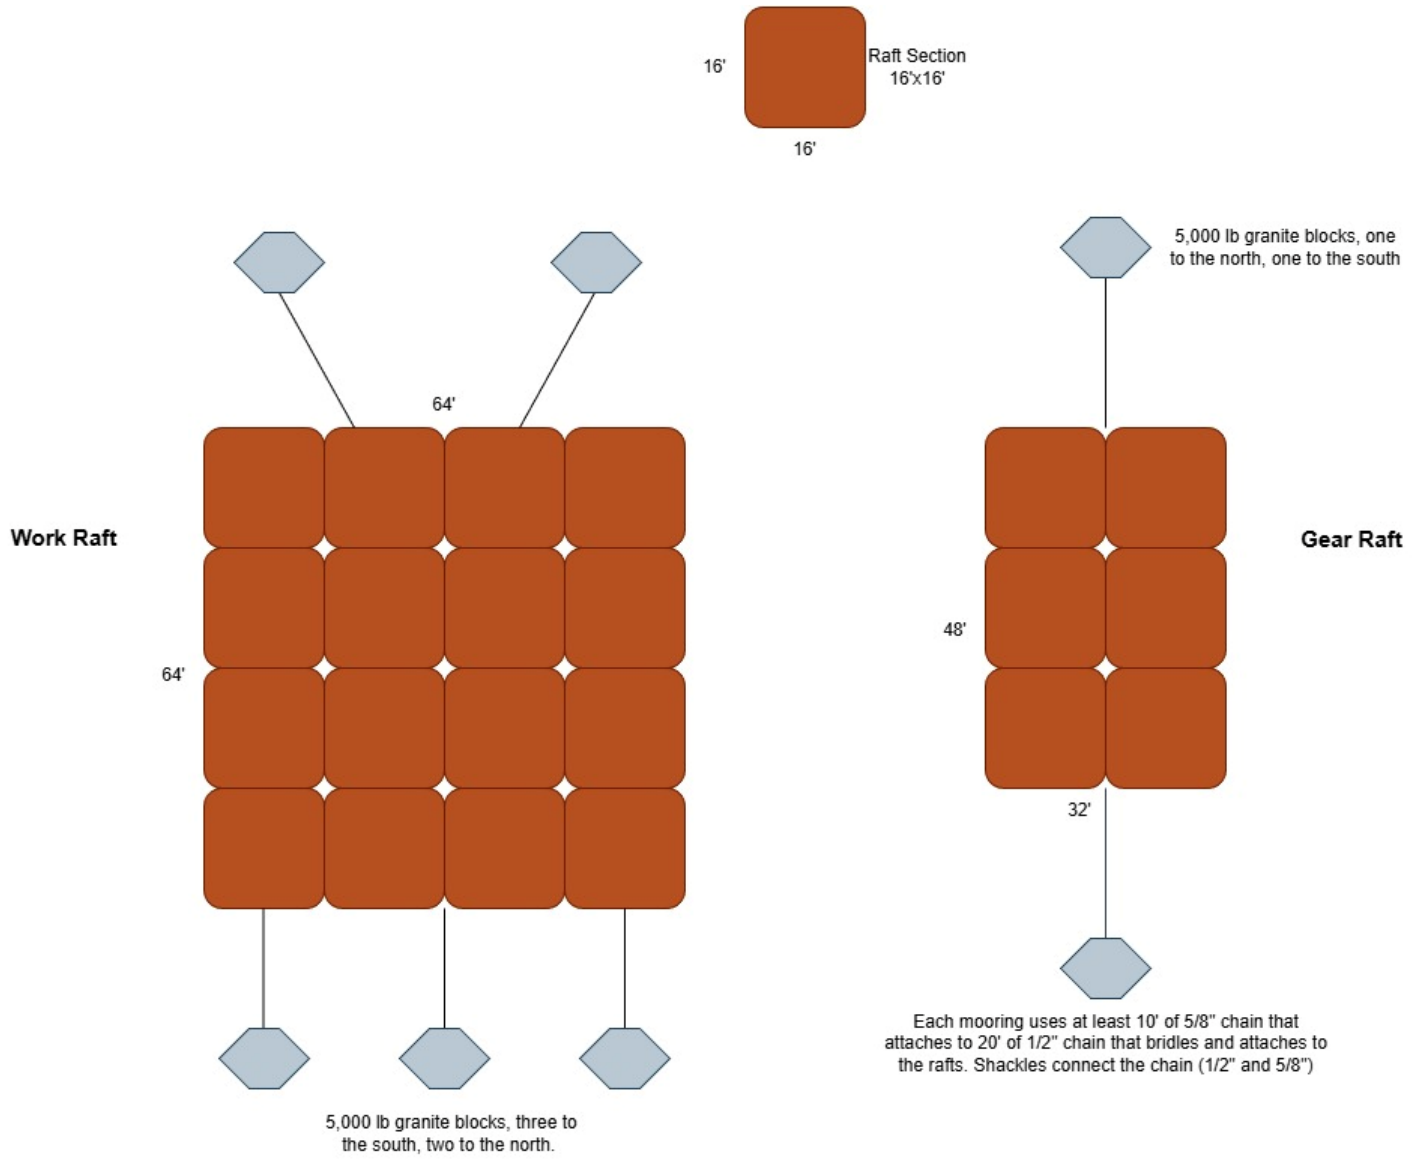 16'
Raft Section
16'x16'
16'
5,000 lb granite blocks, one
to the north, one to the south
64'
Work Raft
Gear Raft
48'
64'
32'
Each mooring uses at least 10' of 5/8" chain that
attaches to 20' of 1/2" chain that bridles and attaches to
the rafts. Shackles connect the chain (1/2" and 5/8")
5,000 lb granite blocks, three to
the south, two to the north.